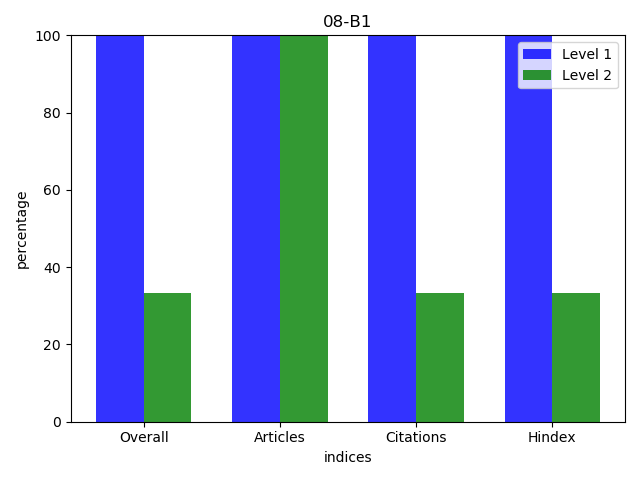 08-B1
Level 1
Level 2
percentage
100
80
60
40
20
0
Overall
Articles
Citations
Hindex
indices